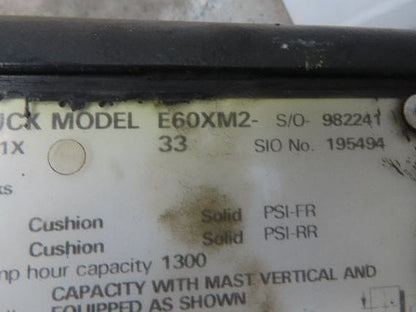 UCK MODEL E60XM2- S/O- 982241
1X 33 SIO No. 195494
ks
Cushion Solid PSI-FR
Cushion Solid PSI-RR
mp hour capacity 1300
CAPACITY WITH MAST VERTICAL AND
EQUIPPED AS SHOWN